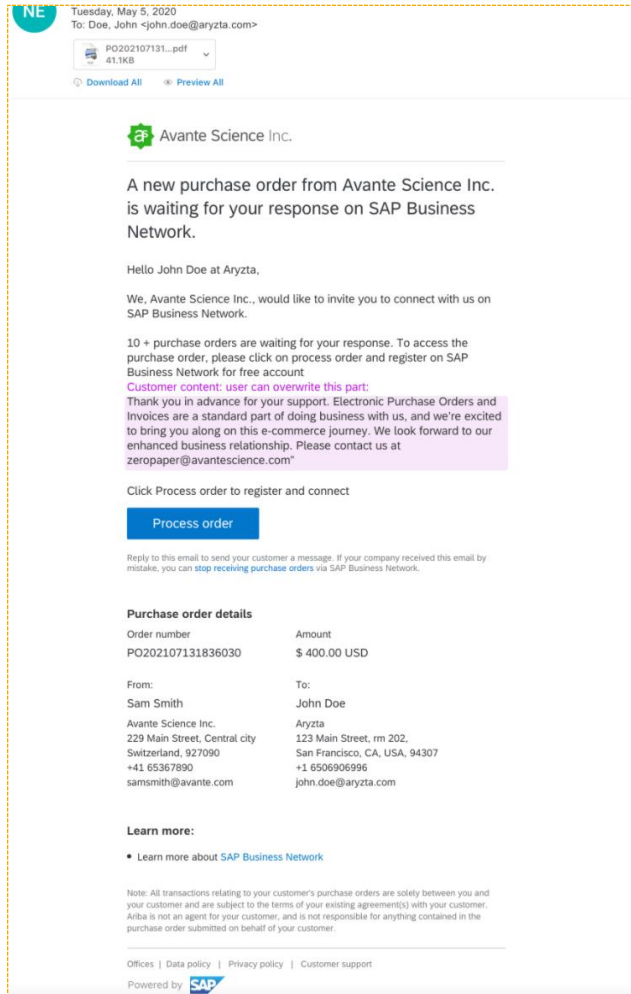 NE
Tuesday, May 5, 2020
To: Doe, John <john.doe@aryzta.com>
PO202107131...pdf
41.1KB
Download All Preview All
as Avante Science Inc.
A new purchase order from Avante Science Inc.
is waiting for your response on SAP Business
Network.
Hello John Doe at Aryzta,
We, Avante Science Inc., would like to invite you to connect with us on
SAP Business Network.
10 + purchase orders are waiting for your response. To access the
purchase order, please click on process order and register on SAP
Business Network for free account
Customer content: user can overwrite this part:
Thank you in advance for your support. Electronic Purchase Orders and
Invoices are a standard part of doing business with us, and we're excited
to bring you along on this e-commerce journey. We look forward to our
enhanced business relationship. Please contact us at
zeropaper@avantescience.com"
Click Process order to register and connect
Process order
Reply to this email to send your customer a message. If your company received this email by
mistake, you can stop receiving purchase orders via SAP Business Network.
Purchase order details
Order number Amount
PO202107131836030 $ 400.00 USD
From: To:
Sam Smith John Doe
Avante Science Inc. Aryzta
229 Main Street, Central city 123 Main Street, rm 202,
Switzerland, 927090 San Francisco, CA, USA, 94307
+41 65367890 +1 6506906996
samsmith@avante.com john.doe@aryzta.com
Learn more:
• Learn more about SAP Business Network
Note: All transactions relating to your customer's purchase orders are solely between you and
your customer and are subject to the terms of your existing agreement(s) with your customer.
Ariba is not an agent for your customer, and is not responsible for anything contained in the
purchase order submitted on behalf of your customer.
Offices | Data policy | Privacy policy | Customer support
Powered by SAP